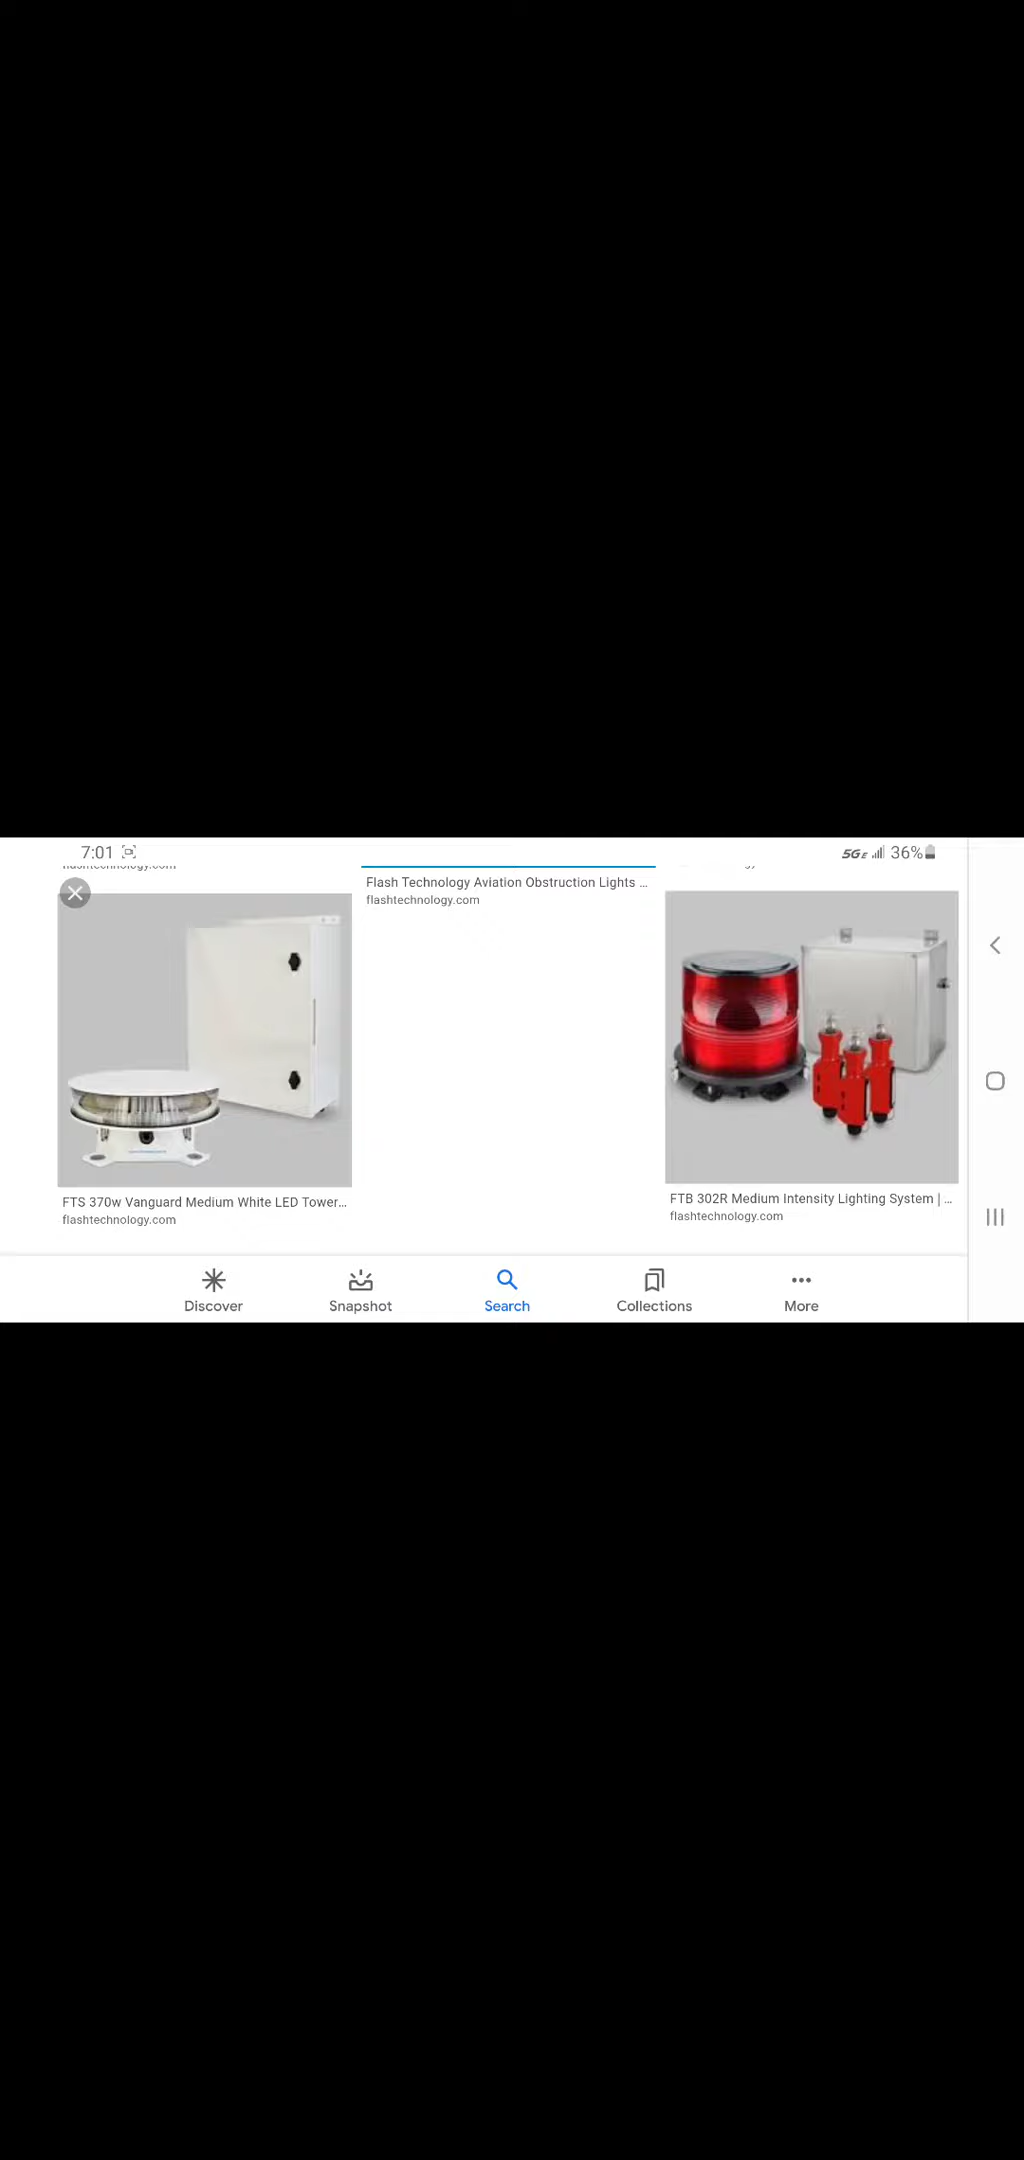 7:01
5GE 36%
Flash Technology Aviation Obstruction Lights ...
flashtechnology.com
FTS 370w Vanguard Medium White LED Tower...
flashtechnology.com
FTB 302R Medium Intensity Lighting System | ...
flashtechnology.com
Discover
Snapshot
Search
Collections
More